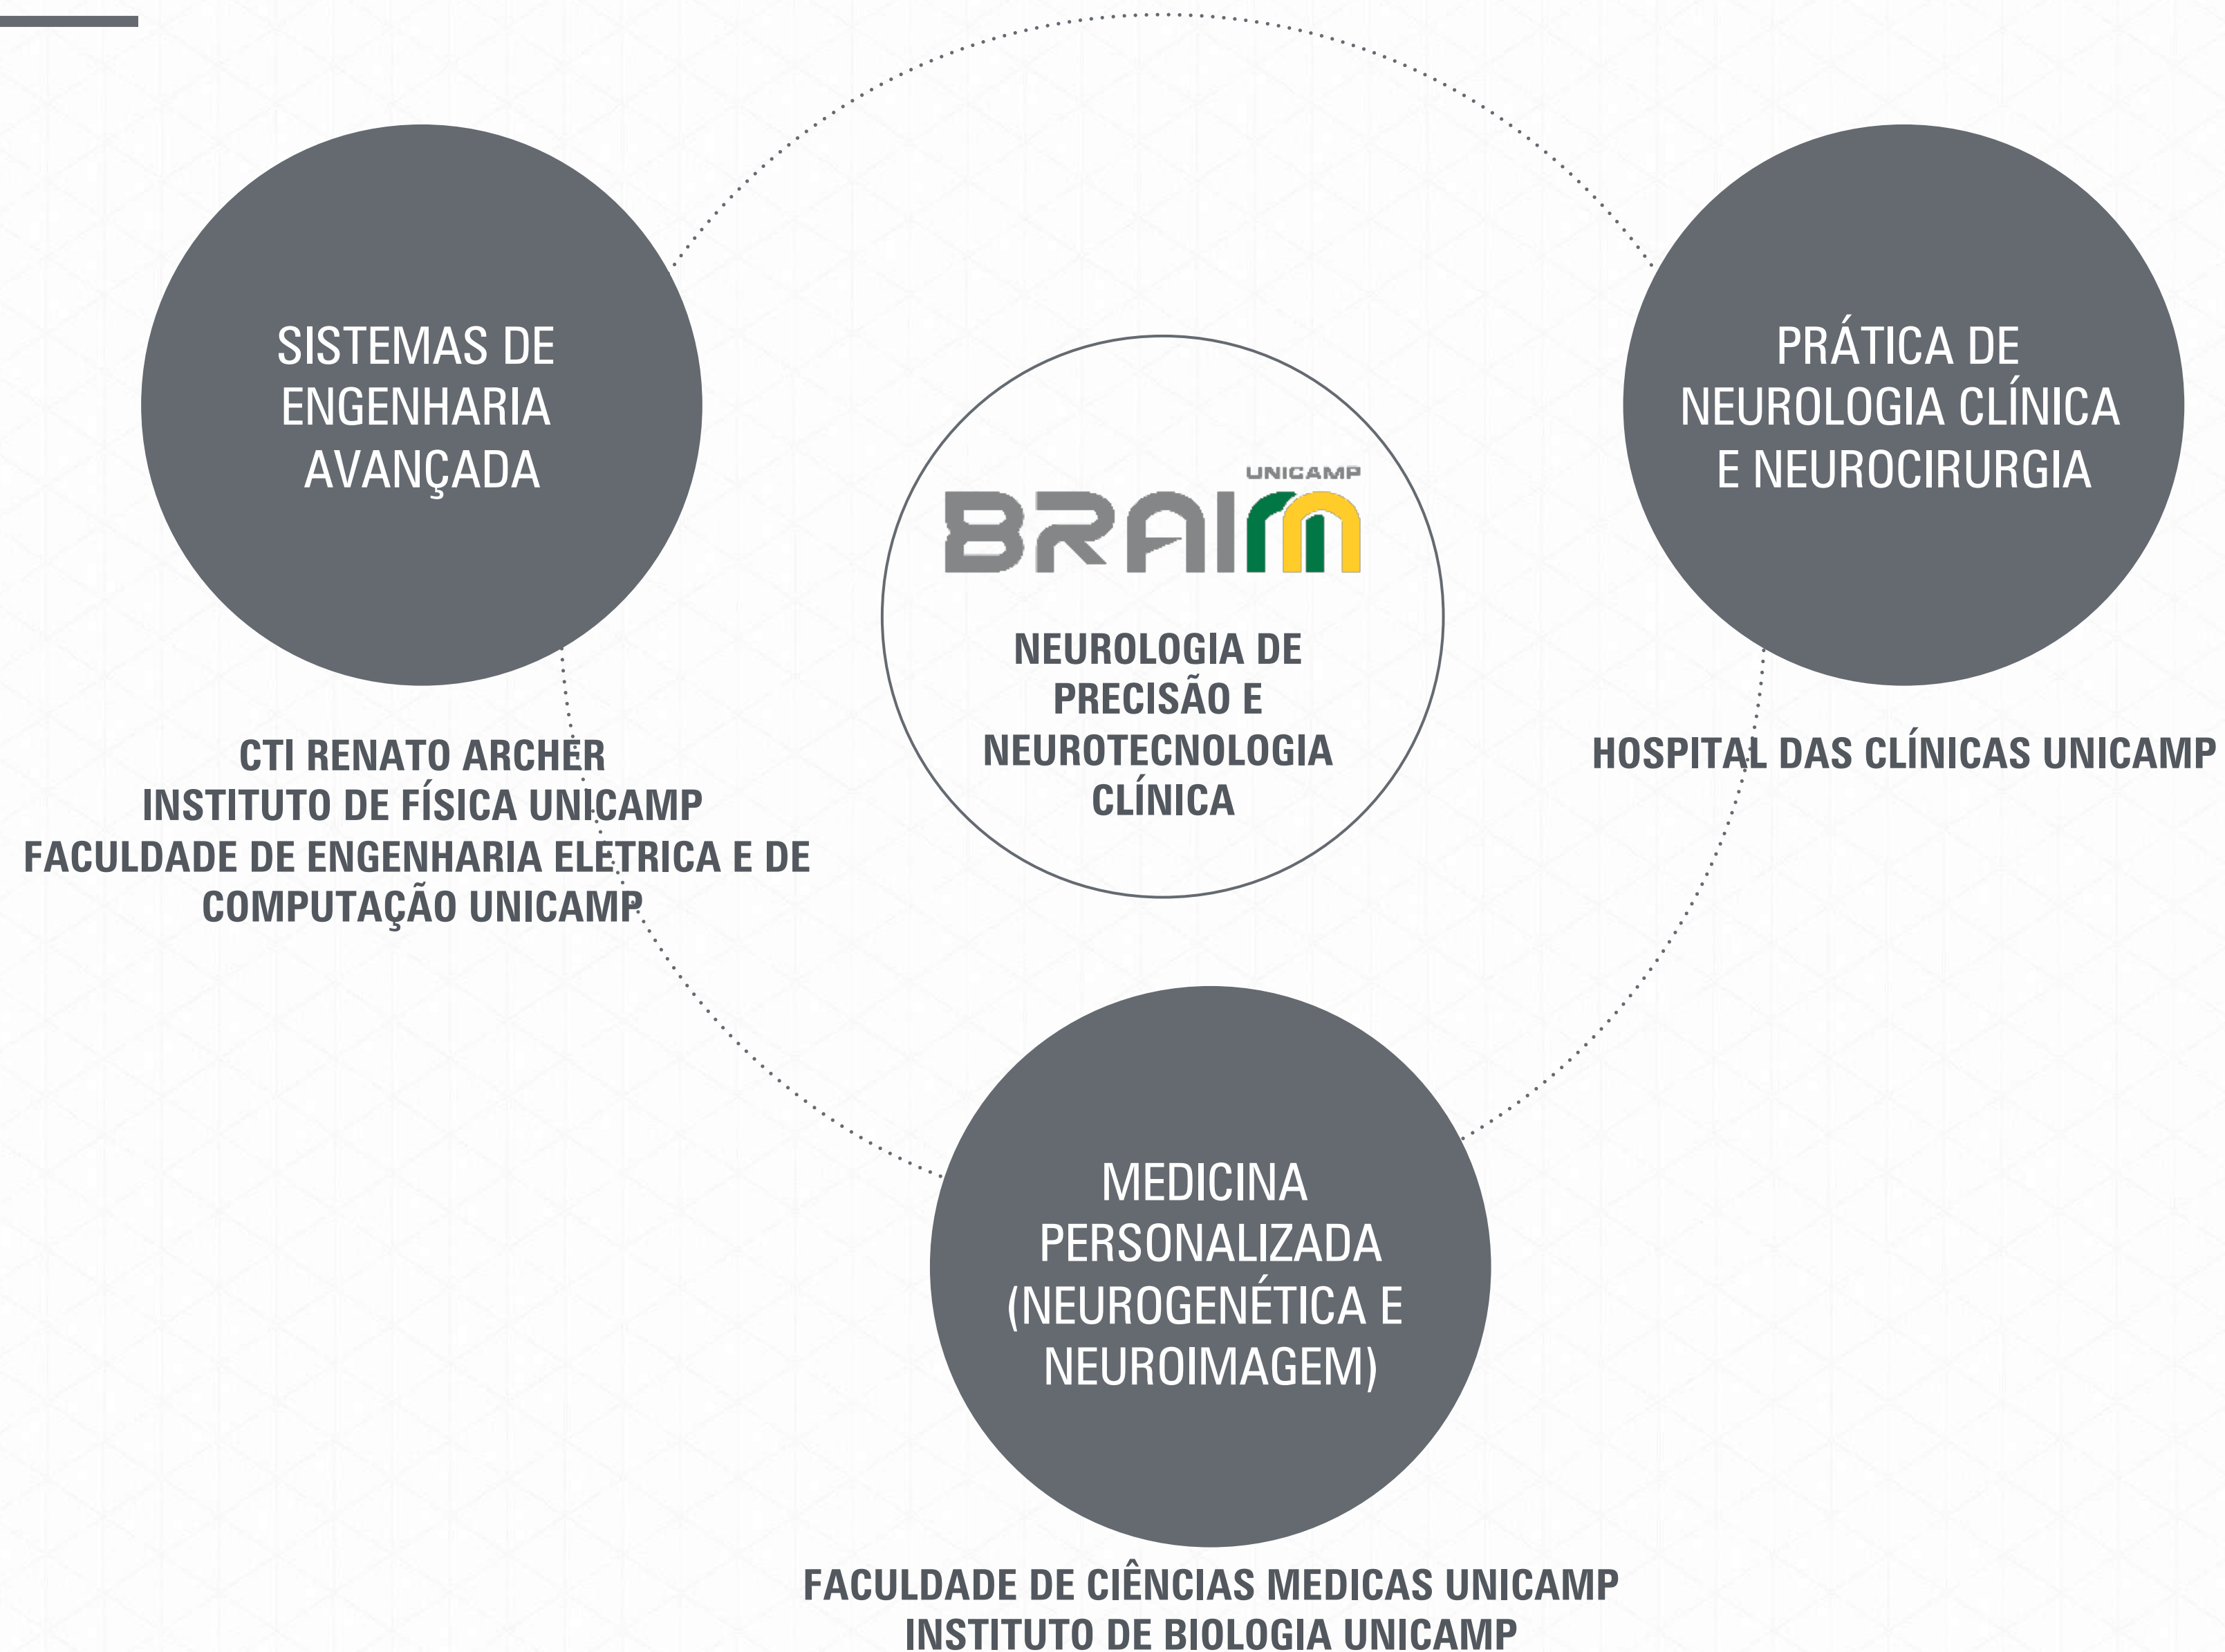 SISTEMAS DE
ENGENHARIA
AVANÇADA
CTI RENATO ARCHER
INSTITUTO DE FÍSICA UNICAMP
FACULDADE DE ENGENHARIA ELETRICA E DE
COMPUTAÇÃO UNICAMP
UNICAMP
BRAINN
NEUROLOGIA DE
PRECISÃO E
NEUROTECNOLOGIA
CLÍNICA
PRÁTICA DE
NEUROLOGIA CLÍNICA
E NEUROCIRURGIA
HOSPITAL DAS CLÍNICAS UNICAMP
MEDICINA
PERSONALIZADA
(NEUROGENÉTICA E
NEUROIMAGEM)
FACULDADE DE CIÊNCIAS MEDICAS UNICAMP
INSTITUTO DE BIOLOGIA UNICAMP